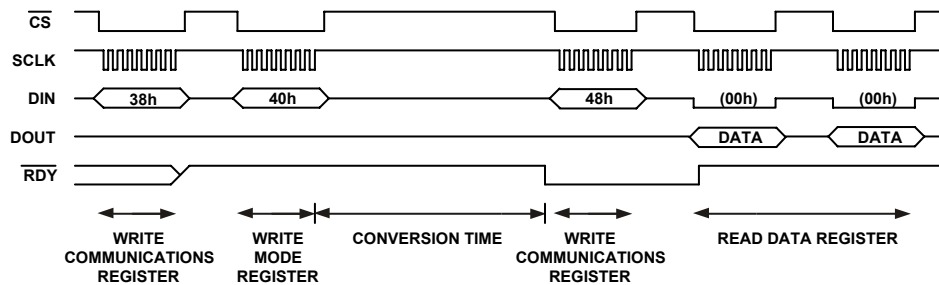 CS
SCLK
DIN
38h
40h
48h
(00h)
(00h)
DOUT
DATA
DATA
RDY
WRITE
COMMUNICATIONS
REGISTER
WRITE
MODE
REGISTER
CONVERSION TIME
WRITE
COMMUNICATIONS
REGISTER
READ DATA REGISTER